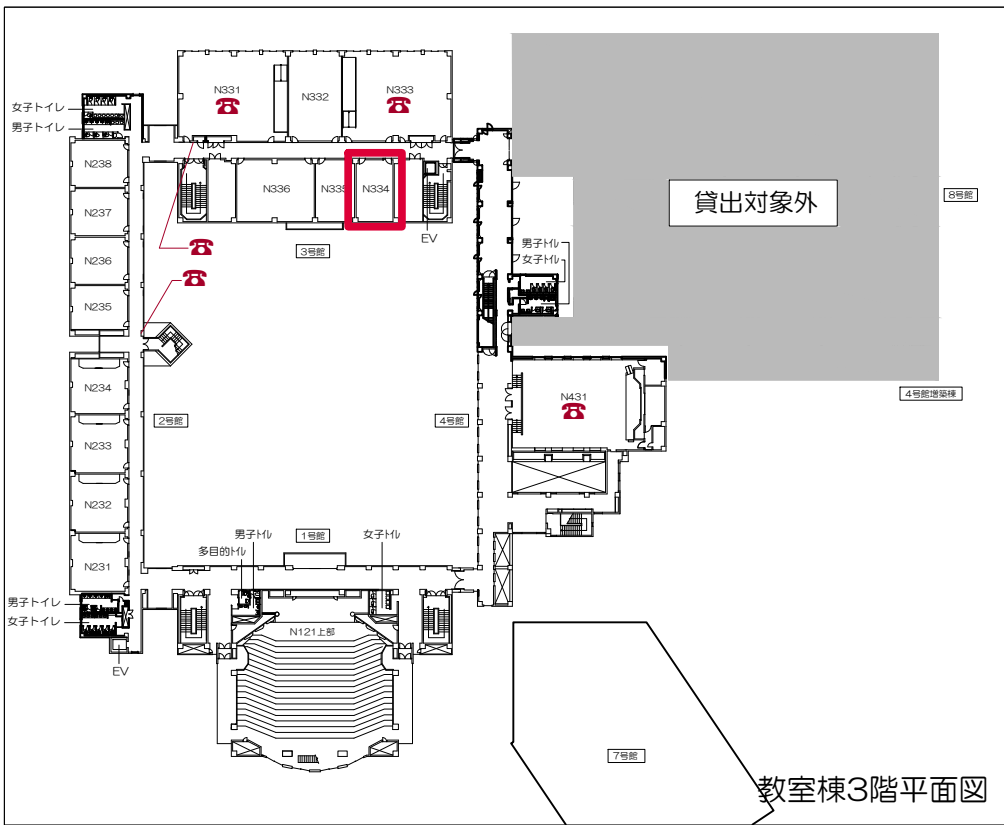 N331
N332
N333
女子トイレ
男子トイレ
N238
N336
N335
N334
N237
貸出対象外
8号館
EV
3号館
男子トイレ
女子トイレ
N236
N235
N234
N431
4号館増築棟
2号館
4号館
N233
N232
1号館
男子トイレ
女子トイレ
多目的トイレ
N231
男子トイレ
女子トイレ
N121上部
EV
7号館
教室棟3階平面図